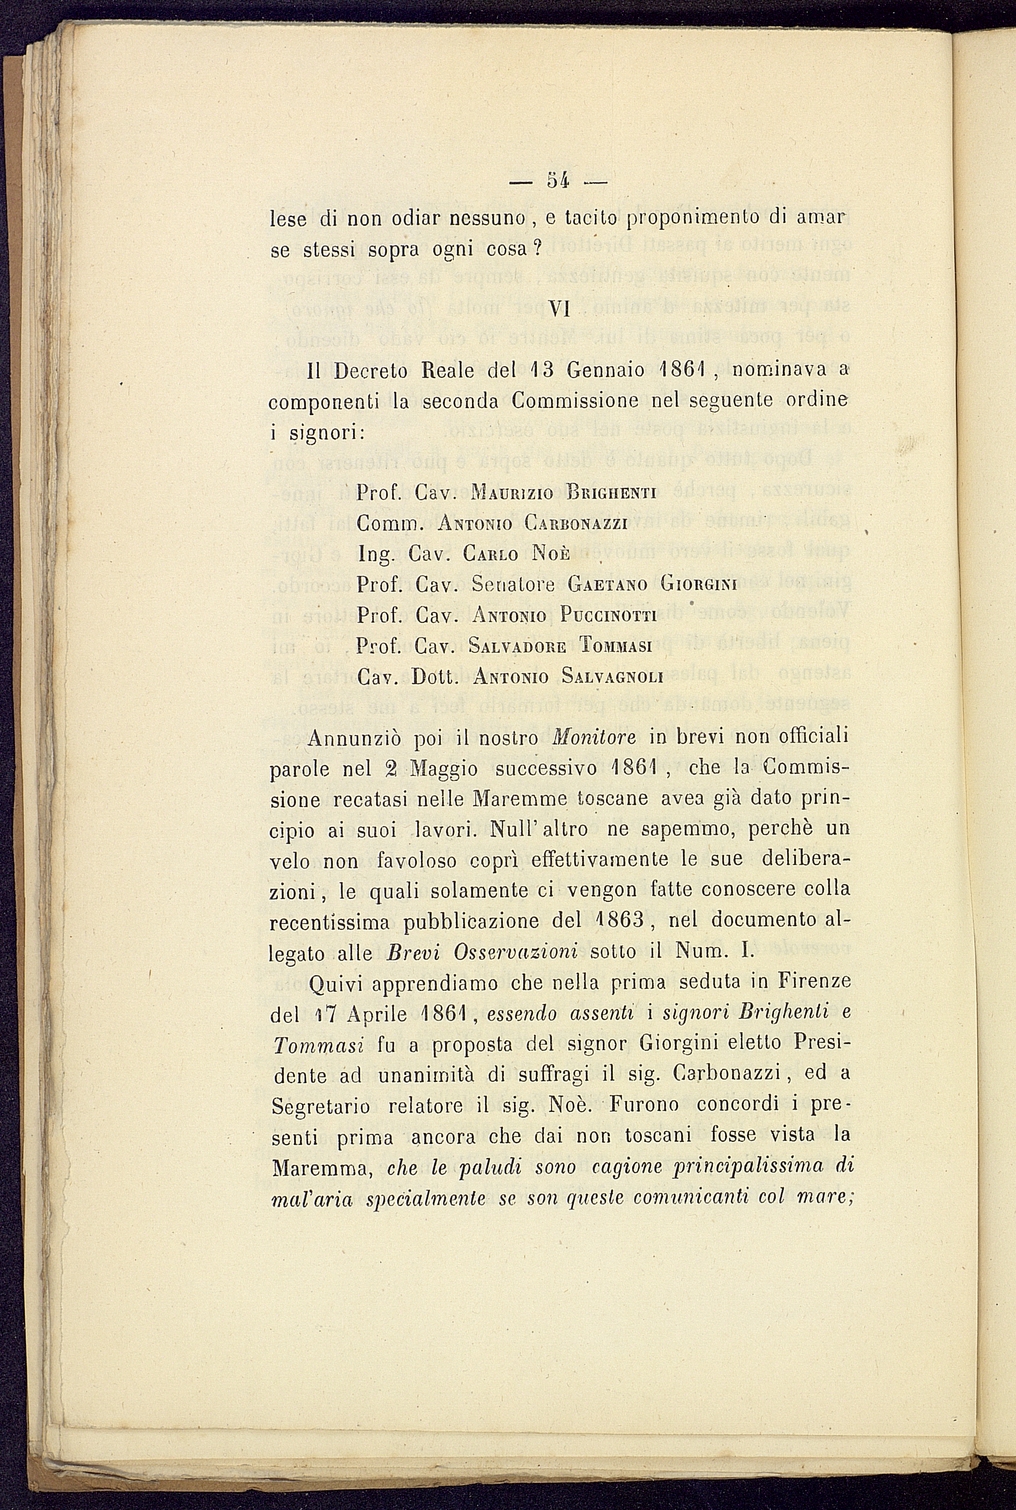 — 54 —
lese di non odiar nessuno, e tacito proponimento di amar
se stessi sopra ogni cosa?
VI
Il Decreto Reale del 13 Gennaio 1861, nominava a
componenti la seconda Commissione nel seguente ordine
i signori:
Prof. Cav. MAURIZIO BRIGHENTI
Comm. ANTONIO CARBONAZZI
Ing. Cav. CARLO NOÈ
Prof. Cav. Senatore GAETANO GIORGINI
Prof. Cav. ANTONIO PUCCINOTTI
Prof. Cav. SALVADORE TOMMASI
Cav. Dott. ANTONIO SALVAGNOLI
Annunziò poi il nostro Monitore in brevi non officiali
parole nel 2 Maggio successivo 1861, che la Commis-
sione recatasi nelle Maremme toscane avea già dato prin-
cipio ai suoi lavori. Null'altro ne sapemmo, perchè un
velo non favoloso coprì effettivamente le sue delibera-
zioni, le quali solamente ci vengon fatte conoscere colla
recentissima pubblicazione del 1863, nel documento al-
legato alle Brevi Osservazioni sotto il Num. I.
Quivi apprendiamo che nella prima seduta in Firenze
del 17 Aprile 1861, essendo assenti i signori Brighenti e
Tommasi fu a proposta del signor Giorgini eletto Presi-
dente ad unanimità di suffragi il sig. Carbonazzi, ed a
Segretario relatore il sig. Noè. Furono concordi i pre-
senti prima ancora che dai non toscani fosse vista la
Maremma, che le paludi sono cagione principalissima di
mal'aria specialmente se son queste comunicanti col mare;